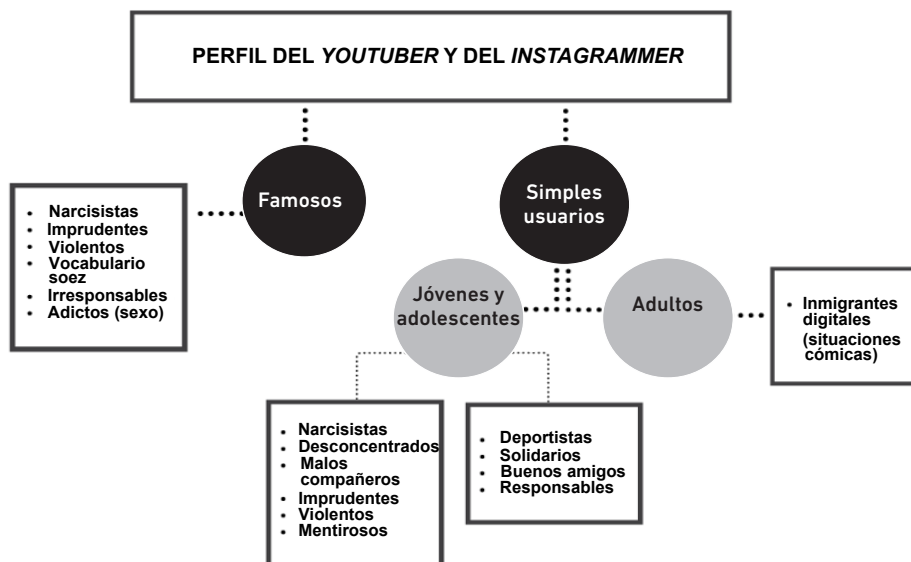 PERFIL DEL YOUTUBER Y DEL INSTAGRAMMER
Famosos
Simples
usuarios
• Narcisistas
• Imprudentes
• Violentos
• Vocabulario
soez
• Irresponsables
• Adictos (sexo)
Jóvenes y
adolescentes
Adultos
• Inmigrantes
digitales
(situaciones
cómicas)
• Narcisistas
• Desconcentrados
• Malos
compañeros
• Imprudentes
• Violentos
• Mentirosos
• Deportistas
• Solidarios
• Buenos amigos
• Responsables